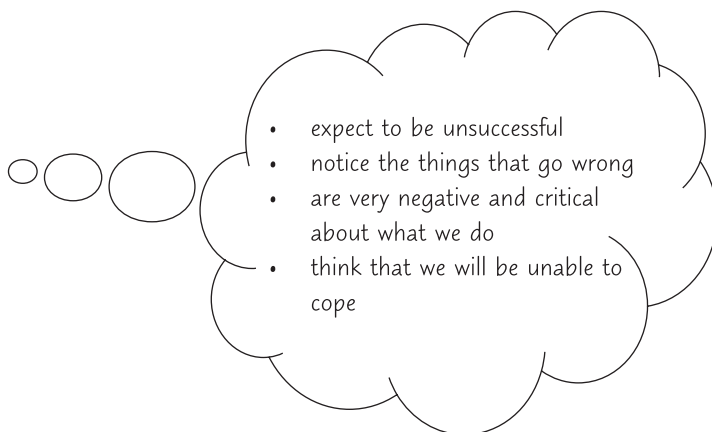 • expect to be unsuccessful
• notice the things that go wrong
• are very negative and critical
about what we do
• think that we will be unable to
cope